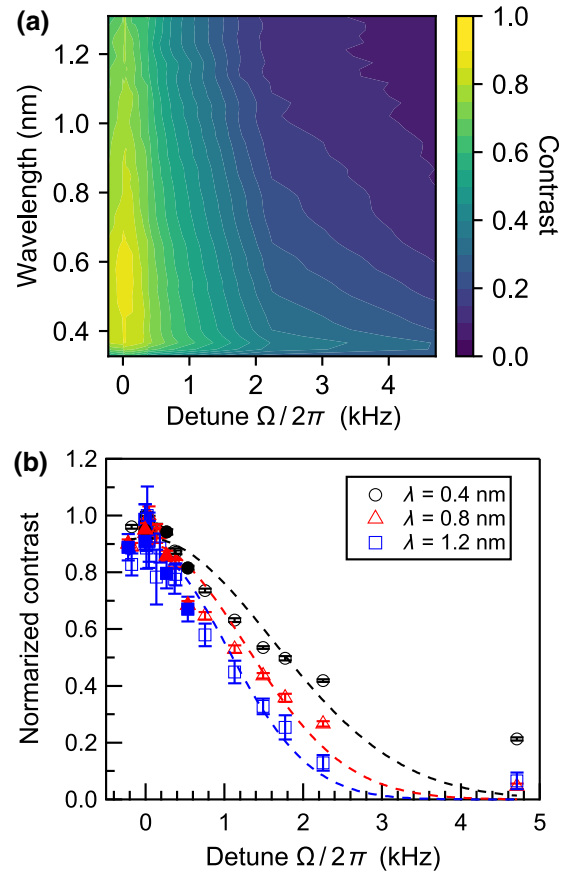 (a)
Wavelength (nm)
1.2
1.0
0.8
0.6
0.4
0
1
2
3
4
Detune Ω/2π (kHz)
1.0
0.8
0.6
0.4
0.2
0.0
Contrast
(b)
Normarized contrast
1.2
1.0
0.8
0.6
0.4
0.2
0.0
λ = 0.4 nm
λ = 0.8 nm
λ = 1.2 nm
0
1
2
3
4
5
Detune Ω/2π (kHz)